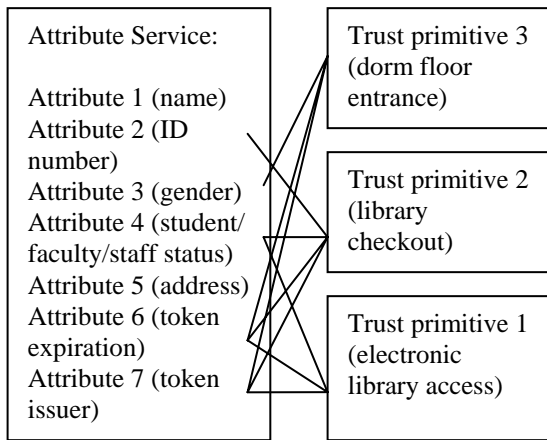 Attribute Service:
Attribute 1 (name)
Attribute 2 (ID
number)
Attribute 3 (gender)
Attribute 4 (student/
faculty/staff status)
Attribute 5 (address)
Attribute 6 (token
expiration)
Attribute 7 (token
issuer)
Trust primitive 3
(dorm floor
entrance)
Trust primitive 2
(library
checkout)
Trust primitive 1
(electronic
library access)